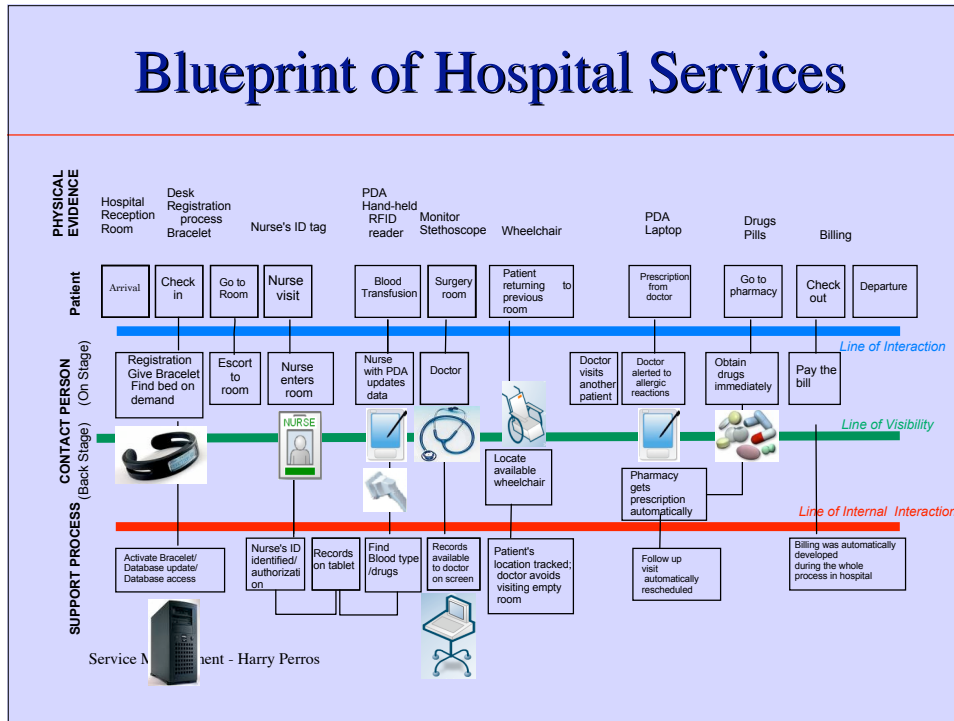 Blueprint of Hospital Services
PHYSICAL
EVIDENCE
Hospital
Reception
Room
Desk
Registration
process
Bracelet
Nurse's ID tag
PDA
Hand-held
RFID
reader
Monitor
Stethoscope
Wheelchair
PDA
Laptop
Drugs
Pills
Billing
Patient
Arrival
Check
in
Go to
Room
Nurse
visit
Blood
Transfusion
Surgery
room
Patient
returning to
previous
room
Prescription
from
doctor
Go to
pharmacy
Check
out
Departure
Line of Interaction
CONTACT PERSON
(On Stage)
(Back Stage)
Registration
Give Bracelet
Find bed on
demand
Escort
to
room
Nurse
enters
room
Nurse
with PDA
updates
data
Doctor
Doctor
visits
another
patient
Doctor
alerted to
allergic
reactions
Obtain
drugs
immediately
Pay the
bill
NURSE
Line of Visibility
Locate
available
wheelchair
Pharmacy
gets
prescription
automatically
Line of Internal Interaction
SUPPORT PROCESS
Activate Bracelet/
Database update/
Database access
Nurse's ID
identified/
authorizati
on
Records
on tablet
Find
Blood type
/drugs
Records
available
to doctor
on screen
Patient's
location tracked;
doctor avoids
visiting empty
room
Follow up
visit
automatically
rescheduled
Billing was automatically
developed
during the whole
process in hospital
Service M ment - Harry Perros